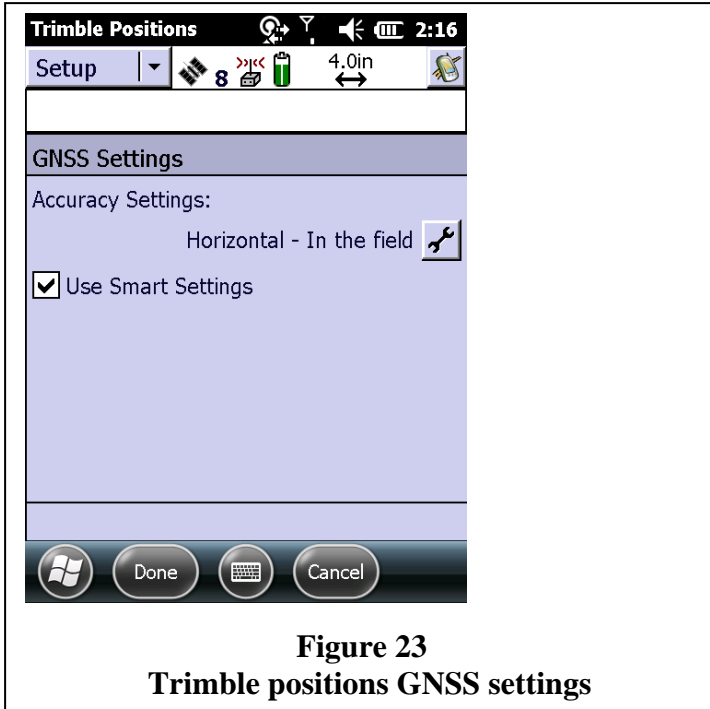 Trimble Positions 2:16
Setup 8 4.0in
GNSS Settings
Accuracy Settings:
Horizontal - In the field
Use Smart Settings
Done Cancel
Figure 23
Trimble positions GNSS settings